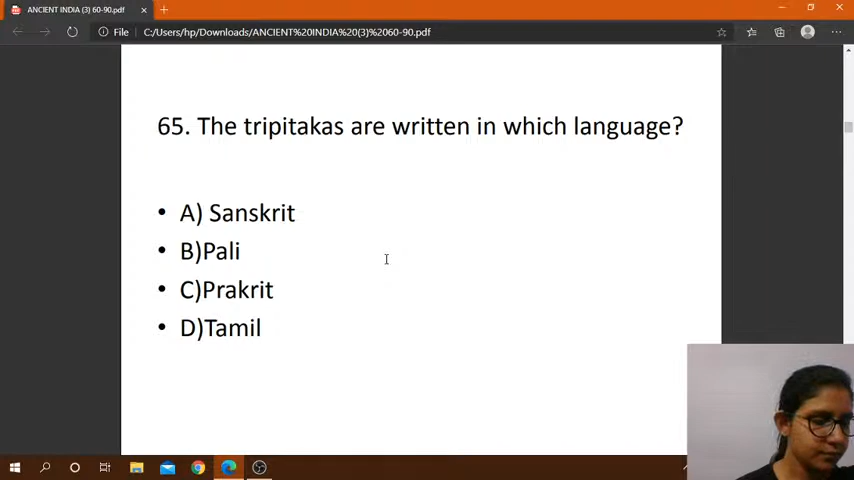 ANCIENT INDIA (3) 60-90.pdf
File
C:/Users/hp/Downloads/ANCIENT%20INDIA%20(3)%2060-90.pdf
65. The tripitakas are written in which language?
• A) Sanskrit
• B)Pali
• C)Prakrit
• D)Tamil